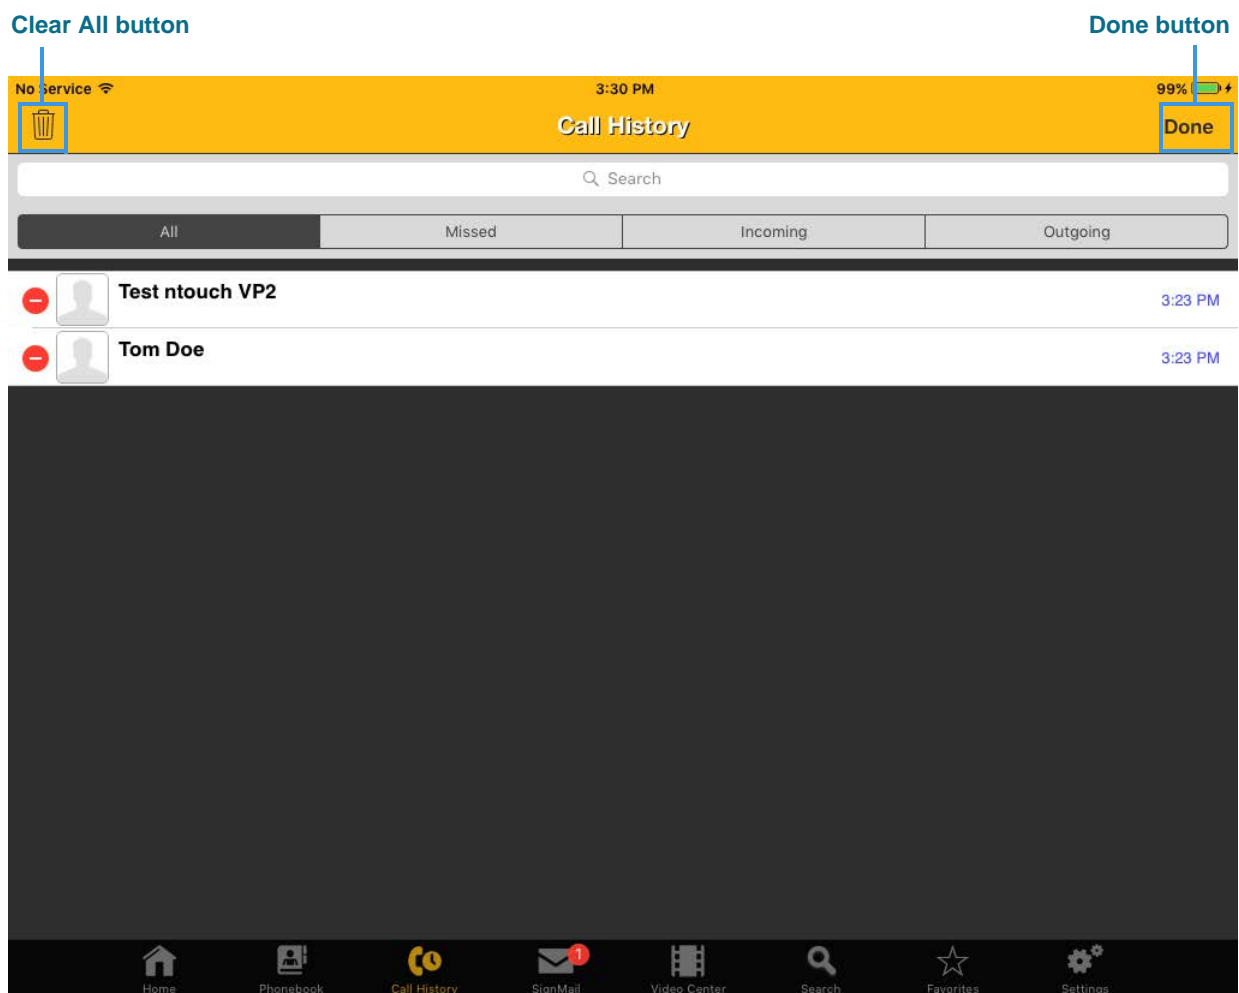 Clear All button
Done button
No Service 3:30 PM 99%
Call History Done
Search
All Missed Incoming Outgoing
Test ntouch VP2
3:23 PM
Tom Doe
3:23 PM
1
Home Phonebook Call History SignMail Video Center Search Favorites Settings